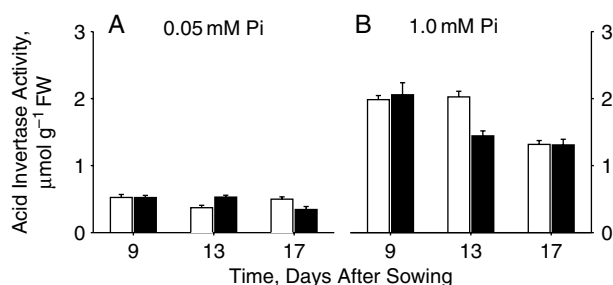 A 0.05 mM Pi
B 1.0 mM Pi
Acid Invertase Activity,
μmol g⁻¹ FW
3
2
1
0
3
2
1
0
9 13 17
9 13 17
Time, Days After Sowing